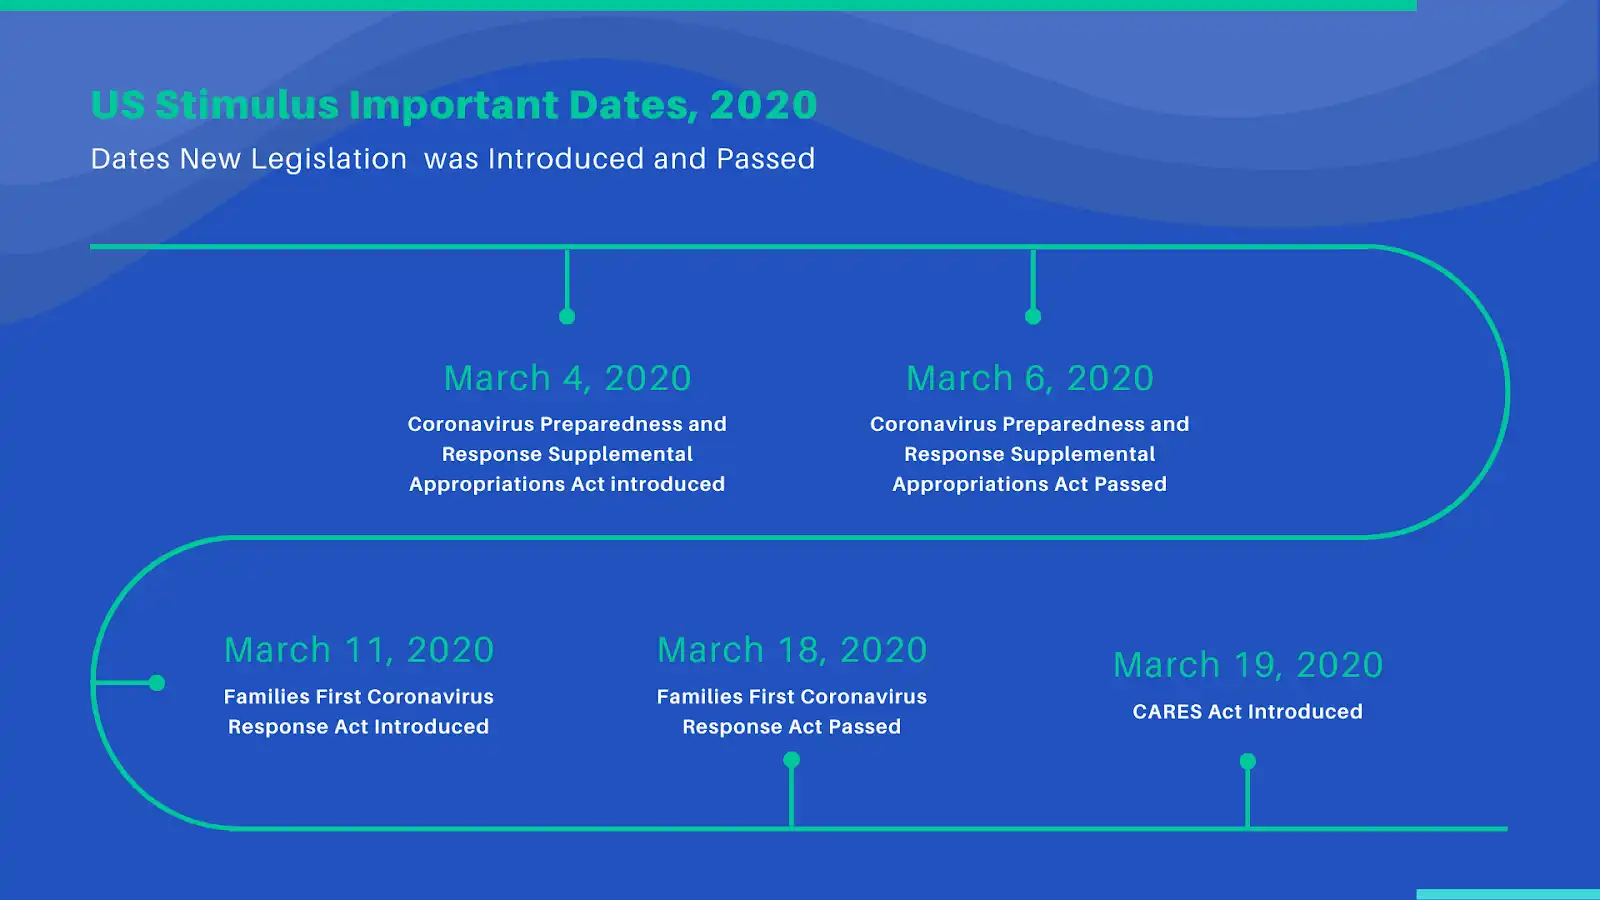 US Stimulus Important Dates, 2020
Dates New Legislation  was Introduced and Passed
March 4, 2020
Coronavirus Preparedness and
Response Supplemental
Appropriations Act introduced
March 6, 2020
Coronavirus Preparedness and
Response Supplemental
Appropriations Act Passed
March 11, 2020
Families First Coronavirus
Response Act Introduced
March 18, 2020
Families First Coronavirus
Response Act Passed
March 19, 2020
CARES Act Introduced